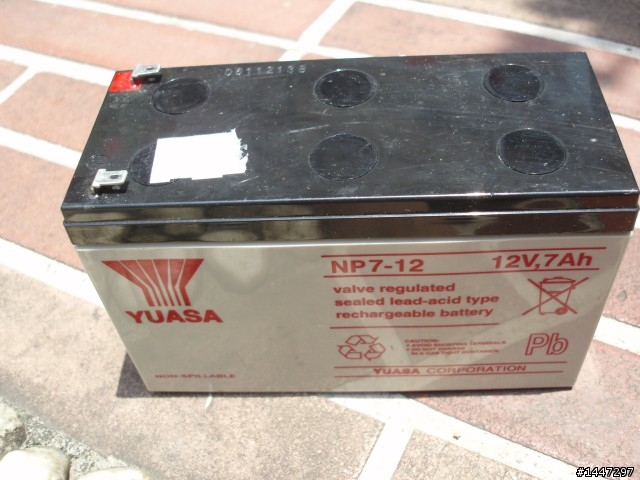 05112138
YUASA
NP7-12 12V,7Ah
valve regulated
sealed lead-acid type
rechargeable battery
CAUTION:
Pb
NON-SPILLABLE
YUASA CORPORATION
#1447297